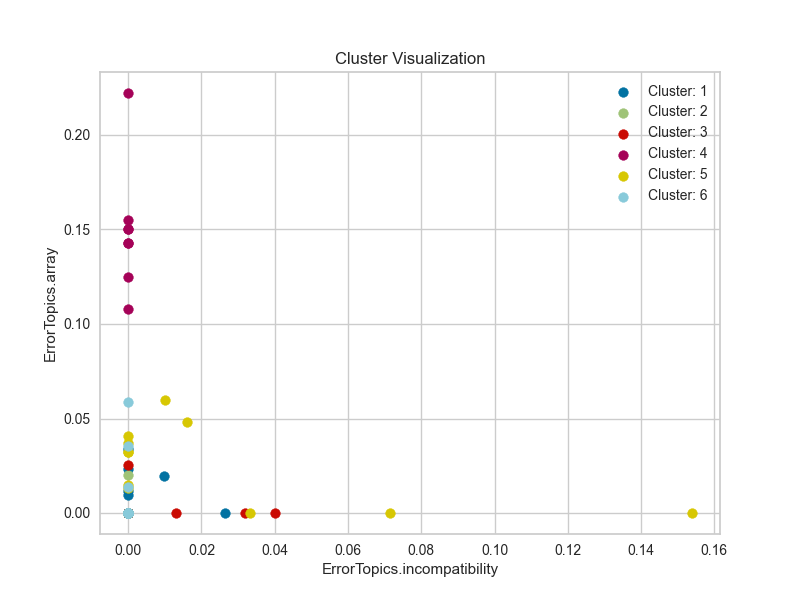 Cluster Visualization
Cluster: 1
Cluster: 2
Cluster: 3
Cluster: 4
Cluster: 5
Cluster: 6
ErrorTopics.array
0.20
0.15
0.10
0.05
0.00
0.00 0.02 0.04 0.06 0.08 0.10 0.12 0.14 0.16
ErrorTopics.incompatibility